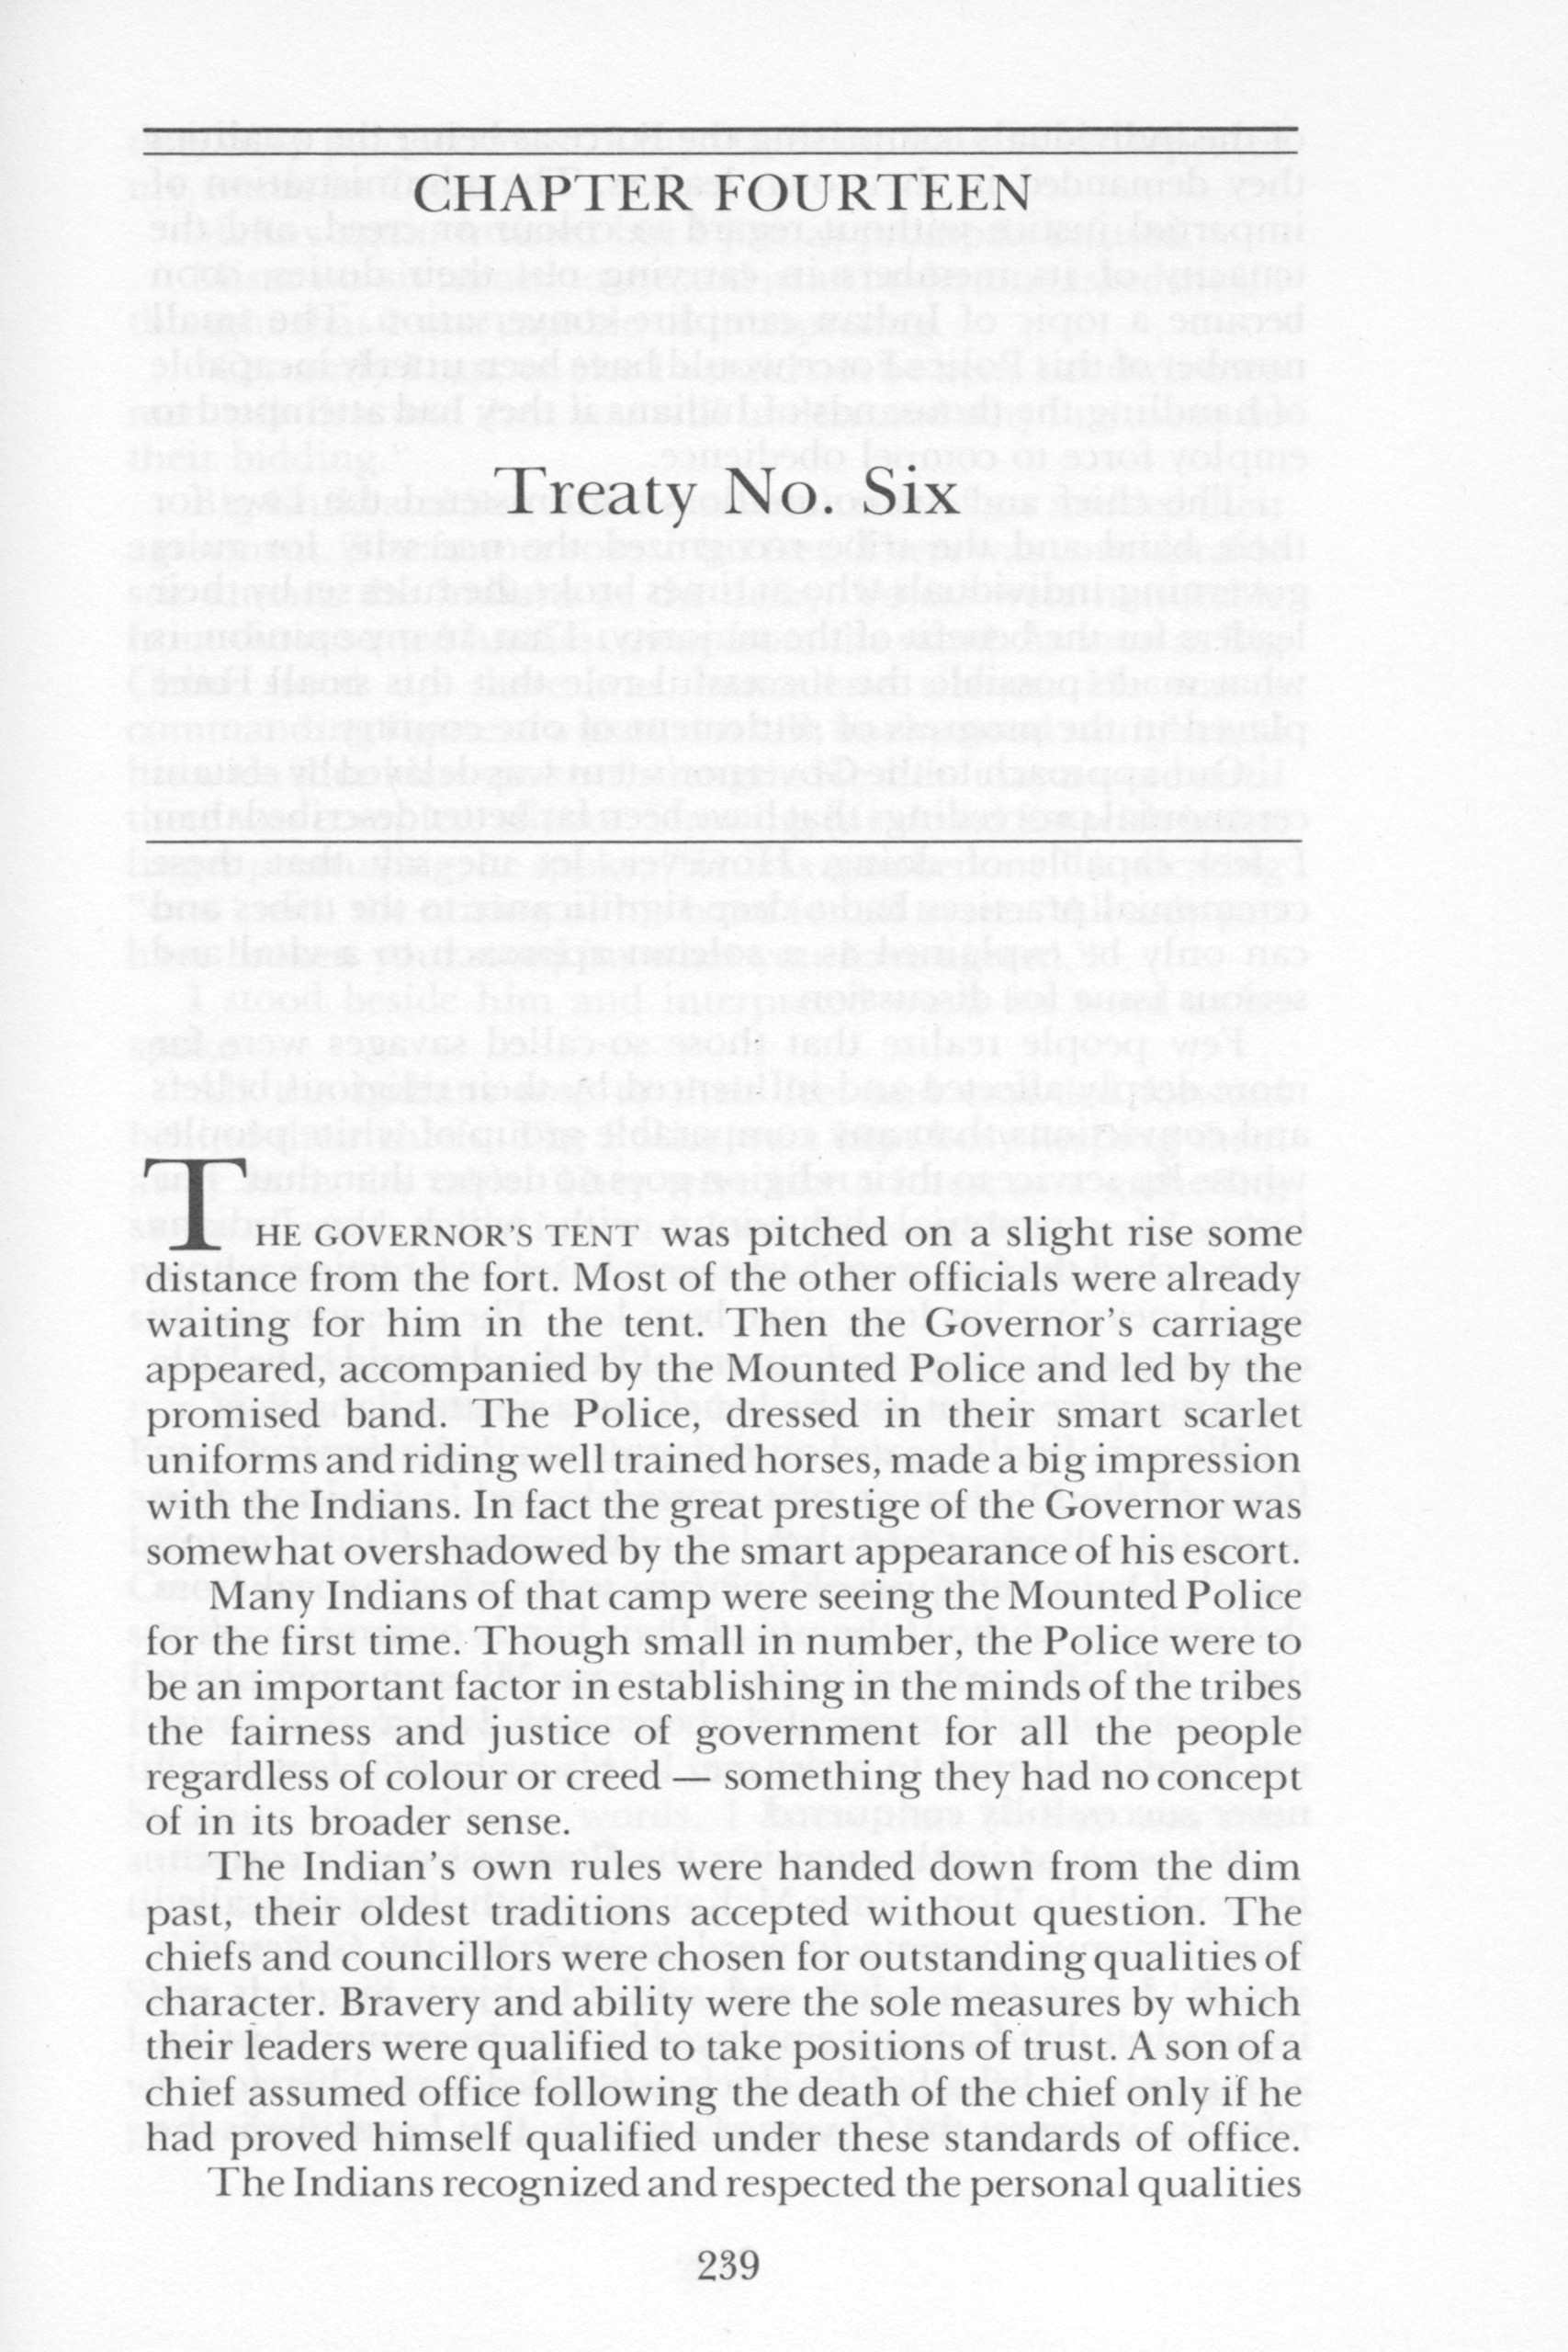 CHAPTER FOURTEEN
Treaty No. Six
THE GOVERNOR'S TENT was pitched on a slight rise some
distance from the fort. Most of the other officials were already
waiting for him in the tent. Then the Governor's carriage
appeared, accompanied by the Mounted Police and led by the
promised band. The Police, dressed in their smart scarlet
uniforms and riding well trained horses, made a big impression
with the Indians. In fact the great prestige of the Governor was
somewhat overshadowed by the smart appearance of his escort.
Many Indians of that camp were seeing the Mounted Police
for the first time. Though small in number, the Police were to
be an important factor in establishing in the minds of the tribes
the fairness and justice of government for all the people
regardless of colour or creed — something they had no concept
of in its broader sense.
The Indian's own rules were handed down from the dim
past, their oldest traditions accepted without question. The
chiefs and councillors were chosen for outstanding qualities of
character. Bravery and ability were the sole measures by which
their leaders were qualified to take positions of trust. A son of a
chief assumed office following the death of the chief only if he
had proved himself qualified under these standards of office.
The Indians recognized and respected the personal qualities
239